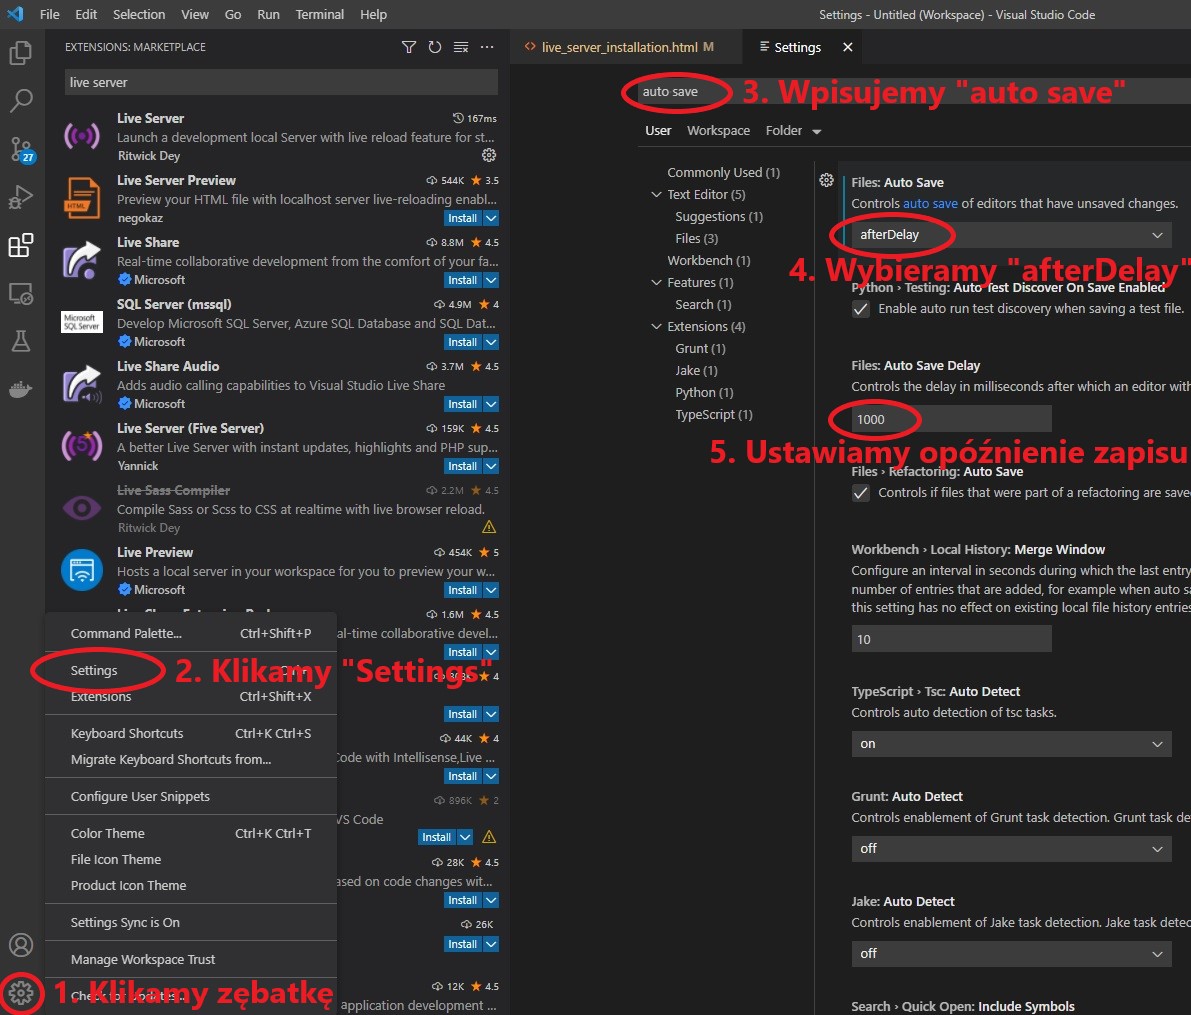 File Edit Selection View Go Run Terminal Help
Settings - Untitled (Workspace) - Visual Studio Code
EXTENSIONS: MARKETPLACE
live server
27
Live Server 167ms
Launch a development local Server with live reload feature for st...
Ritwick Dey
Live Server Preview 544K 3.5
Preview your HTML file with localhost server live-reloading enabl...
negokaz Install
HTML
Live Share 8.8M 4.5
Real-time collaborative development from the comfort of your fa...
Microsoft Install
SQL Server (mssql) 4.9M 4
Microsoft
SQL Server
Develop Microsoft SQL Server, Azure SQL Database and SQL Dat...
Microsoft Install
Live Share Audio 3.7M 4.5
Adds audio calling capabilities to Visual Studio Live Share
Microsoft Install
Live Server (Five Server) 159K 4.5
5
A better Live Server with instant updates, highlights and PHP sup...
Yannick Install
Live Sass Compiler 2.2M 4.5
Compile Sass or Scss to CSS at realtime with live browser reload.
Ritwick Dey
Live Preview 454K 5
Hosts a local server in your workspace for you to preview your w...
Microsoft Install
1.6M 4.5
al-time collaborative devel...
Install
4
Install
44K 4
Code with Intellisense,Live ...
Install
896K 2
VS Code
Install
28K 4.5
ased on code changes wit...
Install
26K
Install
12K 4.5
application development ...
Command Palette... Ctrl+Shift+P
Settings
2. Klikamy "Settings"
Extensions Ctrl+Shift+X
Keyboard Shortcuts Ctrl+K Ctrl+S
Migrate Keyboard Shortcuts from...
Configure User Snippets
Color Theme Ctrl+K Ctrl+T
File Icon Theme
Product Icon Theme
Settings Sync is On
Manage Workspace Trust
Check for Updates...
1. Klikamy zębatkę
live_server_installation.html M
Settings
auto save
3. Wpisujemy "auto save"
User Workspace Folder
Commonly Used (1)
Text Editor (5)
Suggestions (1)
Files (3)
Workbench (1)
Features (1)
Search (1)
Extensions (4)
Grunt (1)
Jake (1)
Python (1)
TypeScript (1)
Files: Auto Save
Controls auto save of editors that have unsaved changes.
afterDelay
4. Wybieramy "afterDelay"
Python › Testing: Auto Test Discover On Save Enabled
Enable auto run test discovery when saving a test file.
Files: Auto Save Delay
Controls the delay in milliseconds after which an editor with
1000
5. Ustawiamy opóźnienie zapisu
Files › Refactoring: Auto Save
Controls if files that were part of a refactoring are save
Workbench › Local History: Merge Window
Configure an interval in seconds during which the last entry
number of entries that are added, for example when auto sa
this setting has no effect on existing local file history entries
10
TypeScript › Tsc: Auto Detect
Controls auto detection of tsc tasks.
on
Grunt: Auto Detect
Controls enablement of Grunt task detection. Grunt task de
off
Jake: Auto Detect
Controls enablement of Jake task detection. Jake task detec
off
Search › Quick Open: Include Symbols